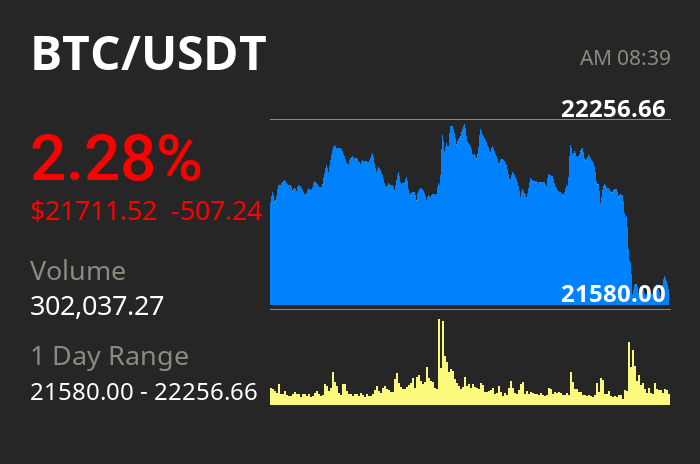 BTC/USDT
AM 08:39
22256.66
2.28%
$21711.52 -507.24
Volume
302,037.27
21580.00
1 Day Range
21580.00 - 22256.66